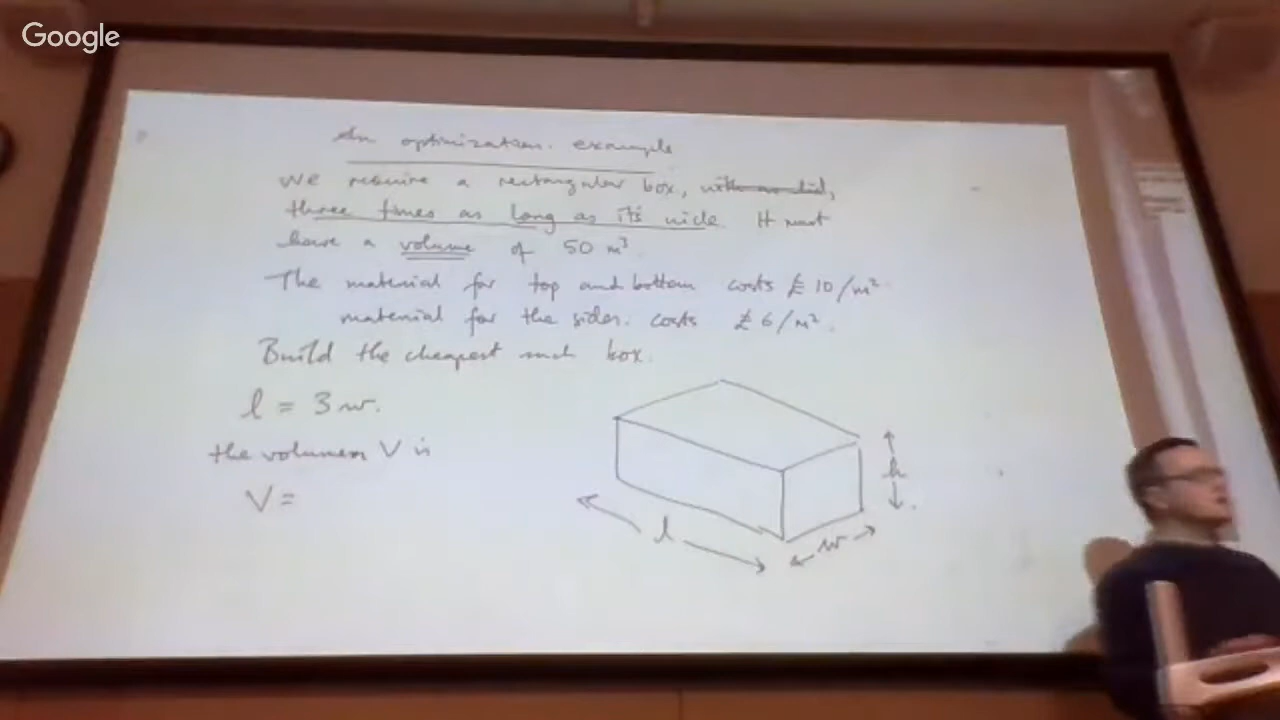 Google
An optimization. example
We require a rectangular box, with no lid,
three times as long as its wide. It must
have a volume of 50 m³.
The material for top and bottom costs £10/m²
material for the sides. costs £6/m².
Build the cheapest such box.
l = 3w.
the volume V is
V =
h
l
w